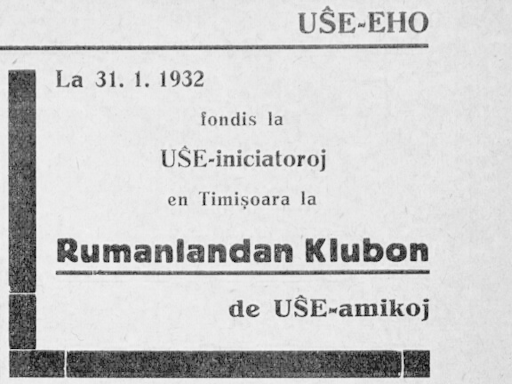 UŜE-EHO
La 31. 1. 1932
fondis la
UŜE-iniciatoroj
en Timişoara la
Rumanlandan Klubon
de UŜE-amikoj